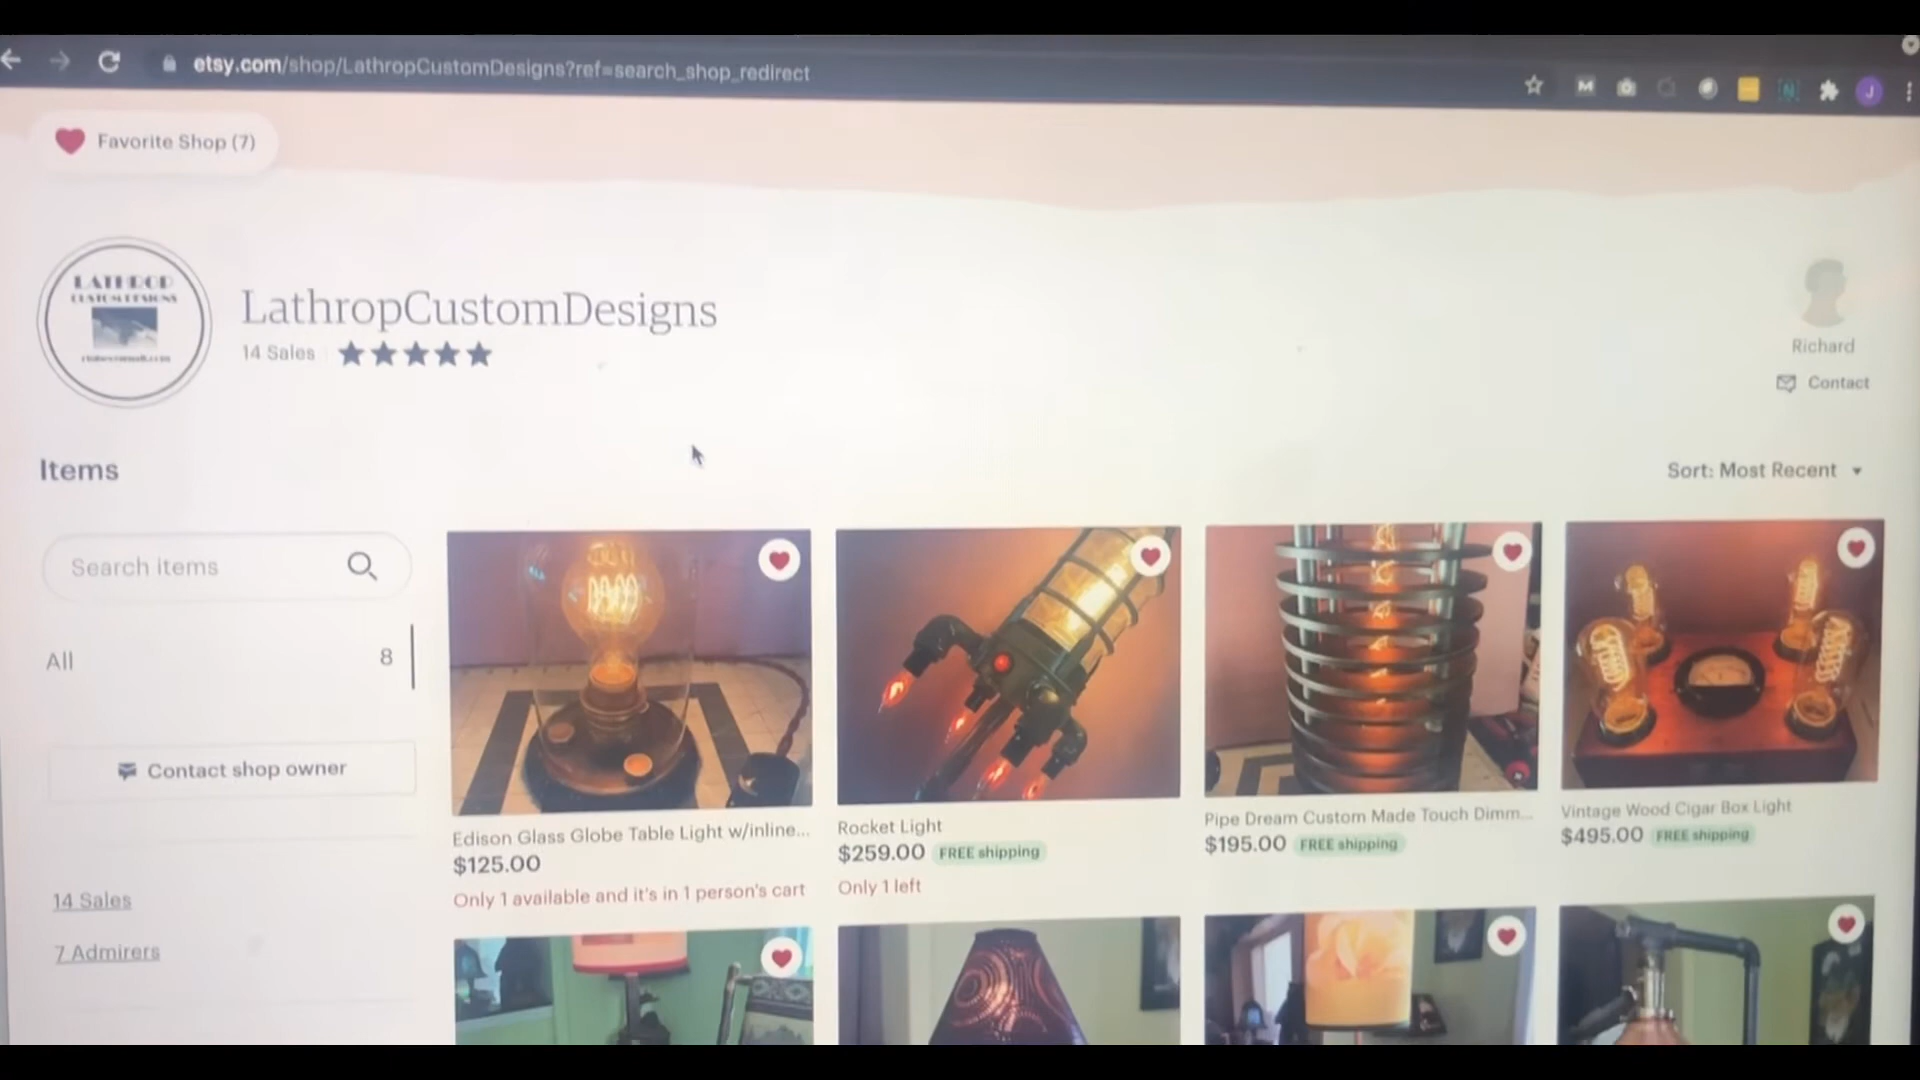 etsy.com/shop/LathropCustomDesigns?ref=search_shop_redirect
M
J
Favorite Shop (7)
LATHROP
CUSTOM DESIGNS
LathropCustomDesigns
14 Sales
Richard
Contact
Items
Sort: Most Recent
Search items
All 8
Contact shop owner
14 Sales
7 Admirers
Edison Glass Globe Table Light w/inline...
$125.00
Only 1 available and it's in 1 person's cart
Rocket Light
$259.00 FREE shipping
Only 1 left
Pipe Dream Custom Made Touch Dimm...
$195.00 FREE shipping
Vintage Wood Cigar Box Light
$495.00 FREE shipping